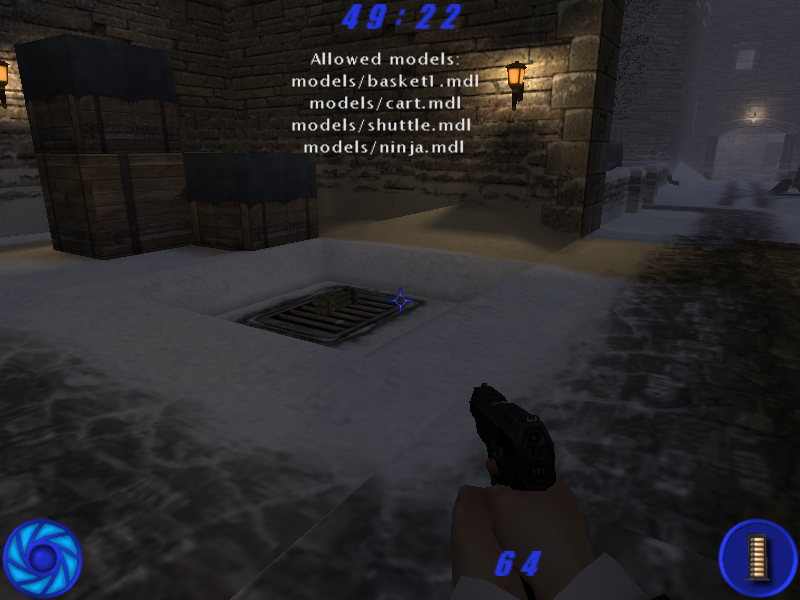 49:22
Allowed models:
models/basket1.mdl
models/cart.mdl
models/shuttle.mdl
models/ninja.mdl
64